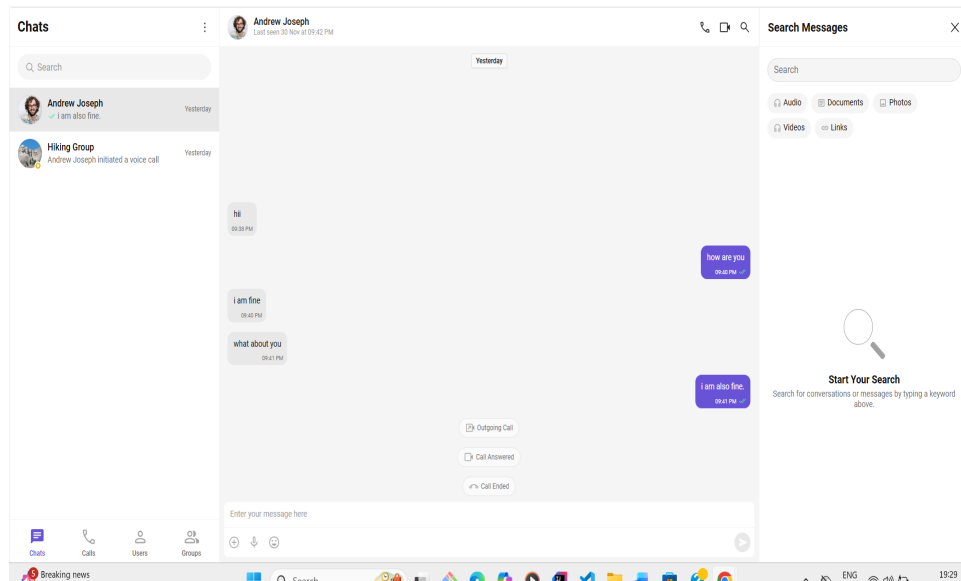 Chats
Search
Andrew Joseph
Yesterday
i am also fine.
Hiking Group
Yesterday
Andrew Joseph initiated a voice call
Chats
Calls
Users
Groups
Andrew Joseph
Last seen 30 Nov at 09:42 PM
Yesterday
hii
09:38 PM
how are you
09:40 PM
i am fine
09:40 PM
what about you
09:41 PM
i am also fine.
09:41 PM
Outgoing Call
Call Answered
Call Ended
Enter your message here
Search Messages
Search
Audio
Documents
Photos
Videos
Links
Start Your Search
Search for conversations or messages by typing a keyword
above.
5
Breaking news
Search
ENG
19:29